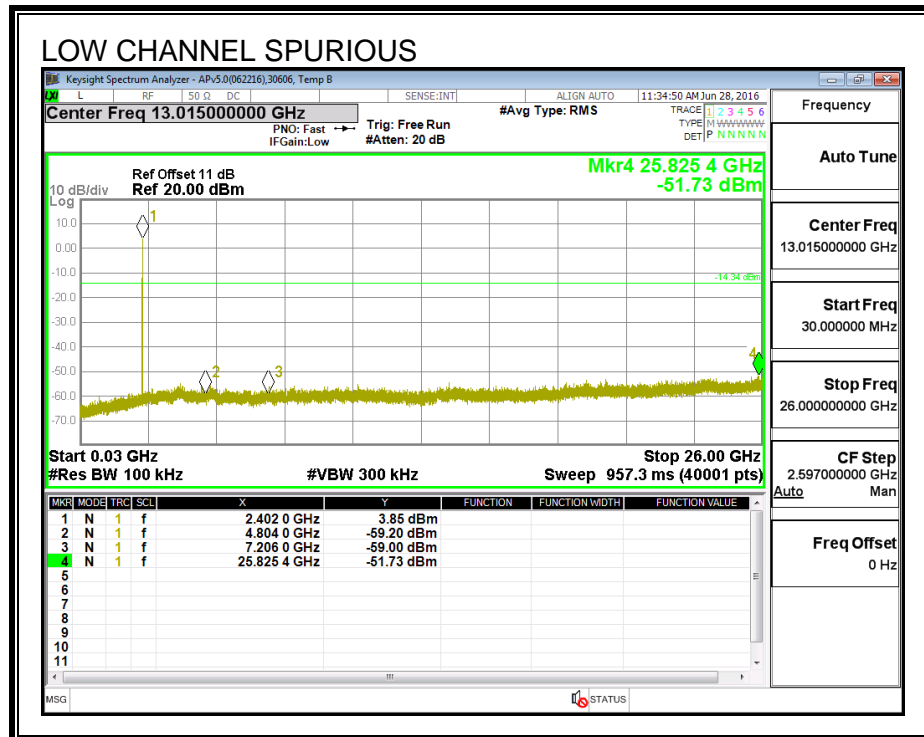 LOW CHANNEL SPURIOUS
Keysight Spectrum Analyzer - APv5.0(062216),30606, Temp B
LXI L RF 50 Ω DC SENSE:INT ALIGN AUTO 11:34:50 AM Jun 28, 2016
Center Freq 13.015000000 GHz
PNO: Fast
IFGain:Low
Trig: Free Run
#Atten: 20 dB
#Avg Type: RMS
TRACE 1 2 3 4 5 6
TYPE M WWWWW
DET P N N N N N
Mkr4 25.825 4 GHz
-51.73 dBm
Ref Offset 11 dB
10 dB/div Ref 20.00 dBm
Log
10.0
0.00
-10.0
-20.0
-30.0
-40.0
-50.0
-60.0
-70.0
1
2
3
4
-14.34 dBm
Start 0.03 GHz Stop 26.00 GHz
#Res BW 100 kHz #VBW 300 kHz Sweep 957.3 ms (40001 pts)
MKR MODE TRC SCL X Y FUNCTION FUNCTION WIDTH FUNCTION VALUE
1 N 1 f 2.402 0 GHz 3.85 dBm
2 N 1 f 4.804 0 GHz -59.20 dBm
3 N 1 f 7.206 0 GHz -59.00 dBm
4 N 1 f 25.825 4 GHz -51.73 dBm
5
6
7
8
9
10
11
MSG STATUS
Frequency
Auto Tune
Center Freq
13.015000000 GHz
Start Freq
30.000000 MHz
Stop Freq
26.000000000 GHz
CF Step
2.597000000 GHz
Auto Man
Freq Offset
0 Hz